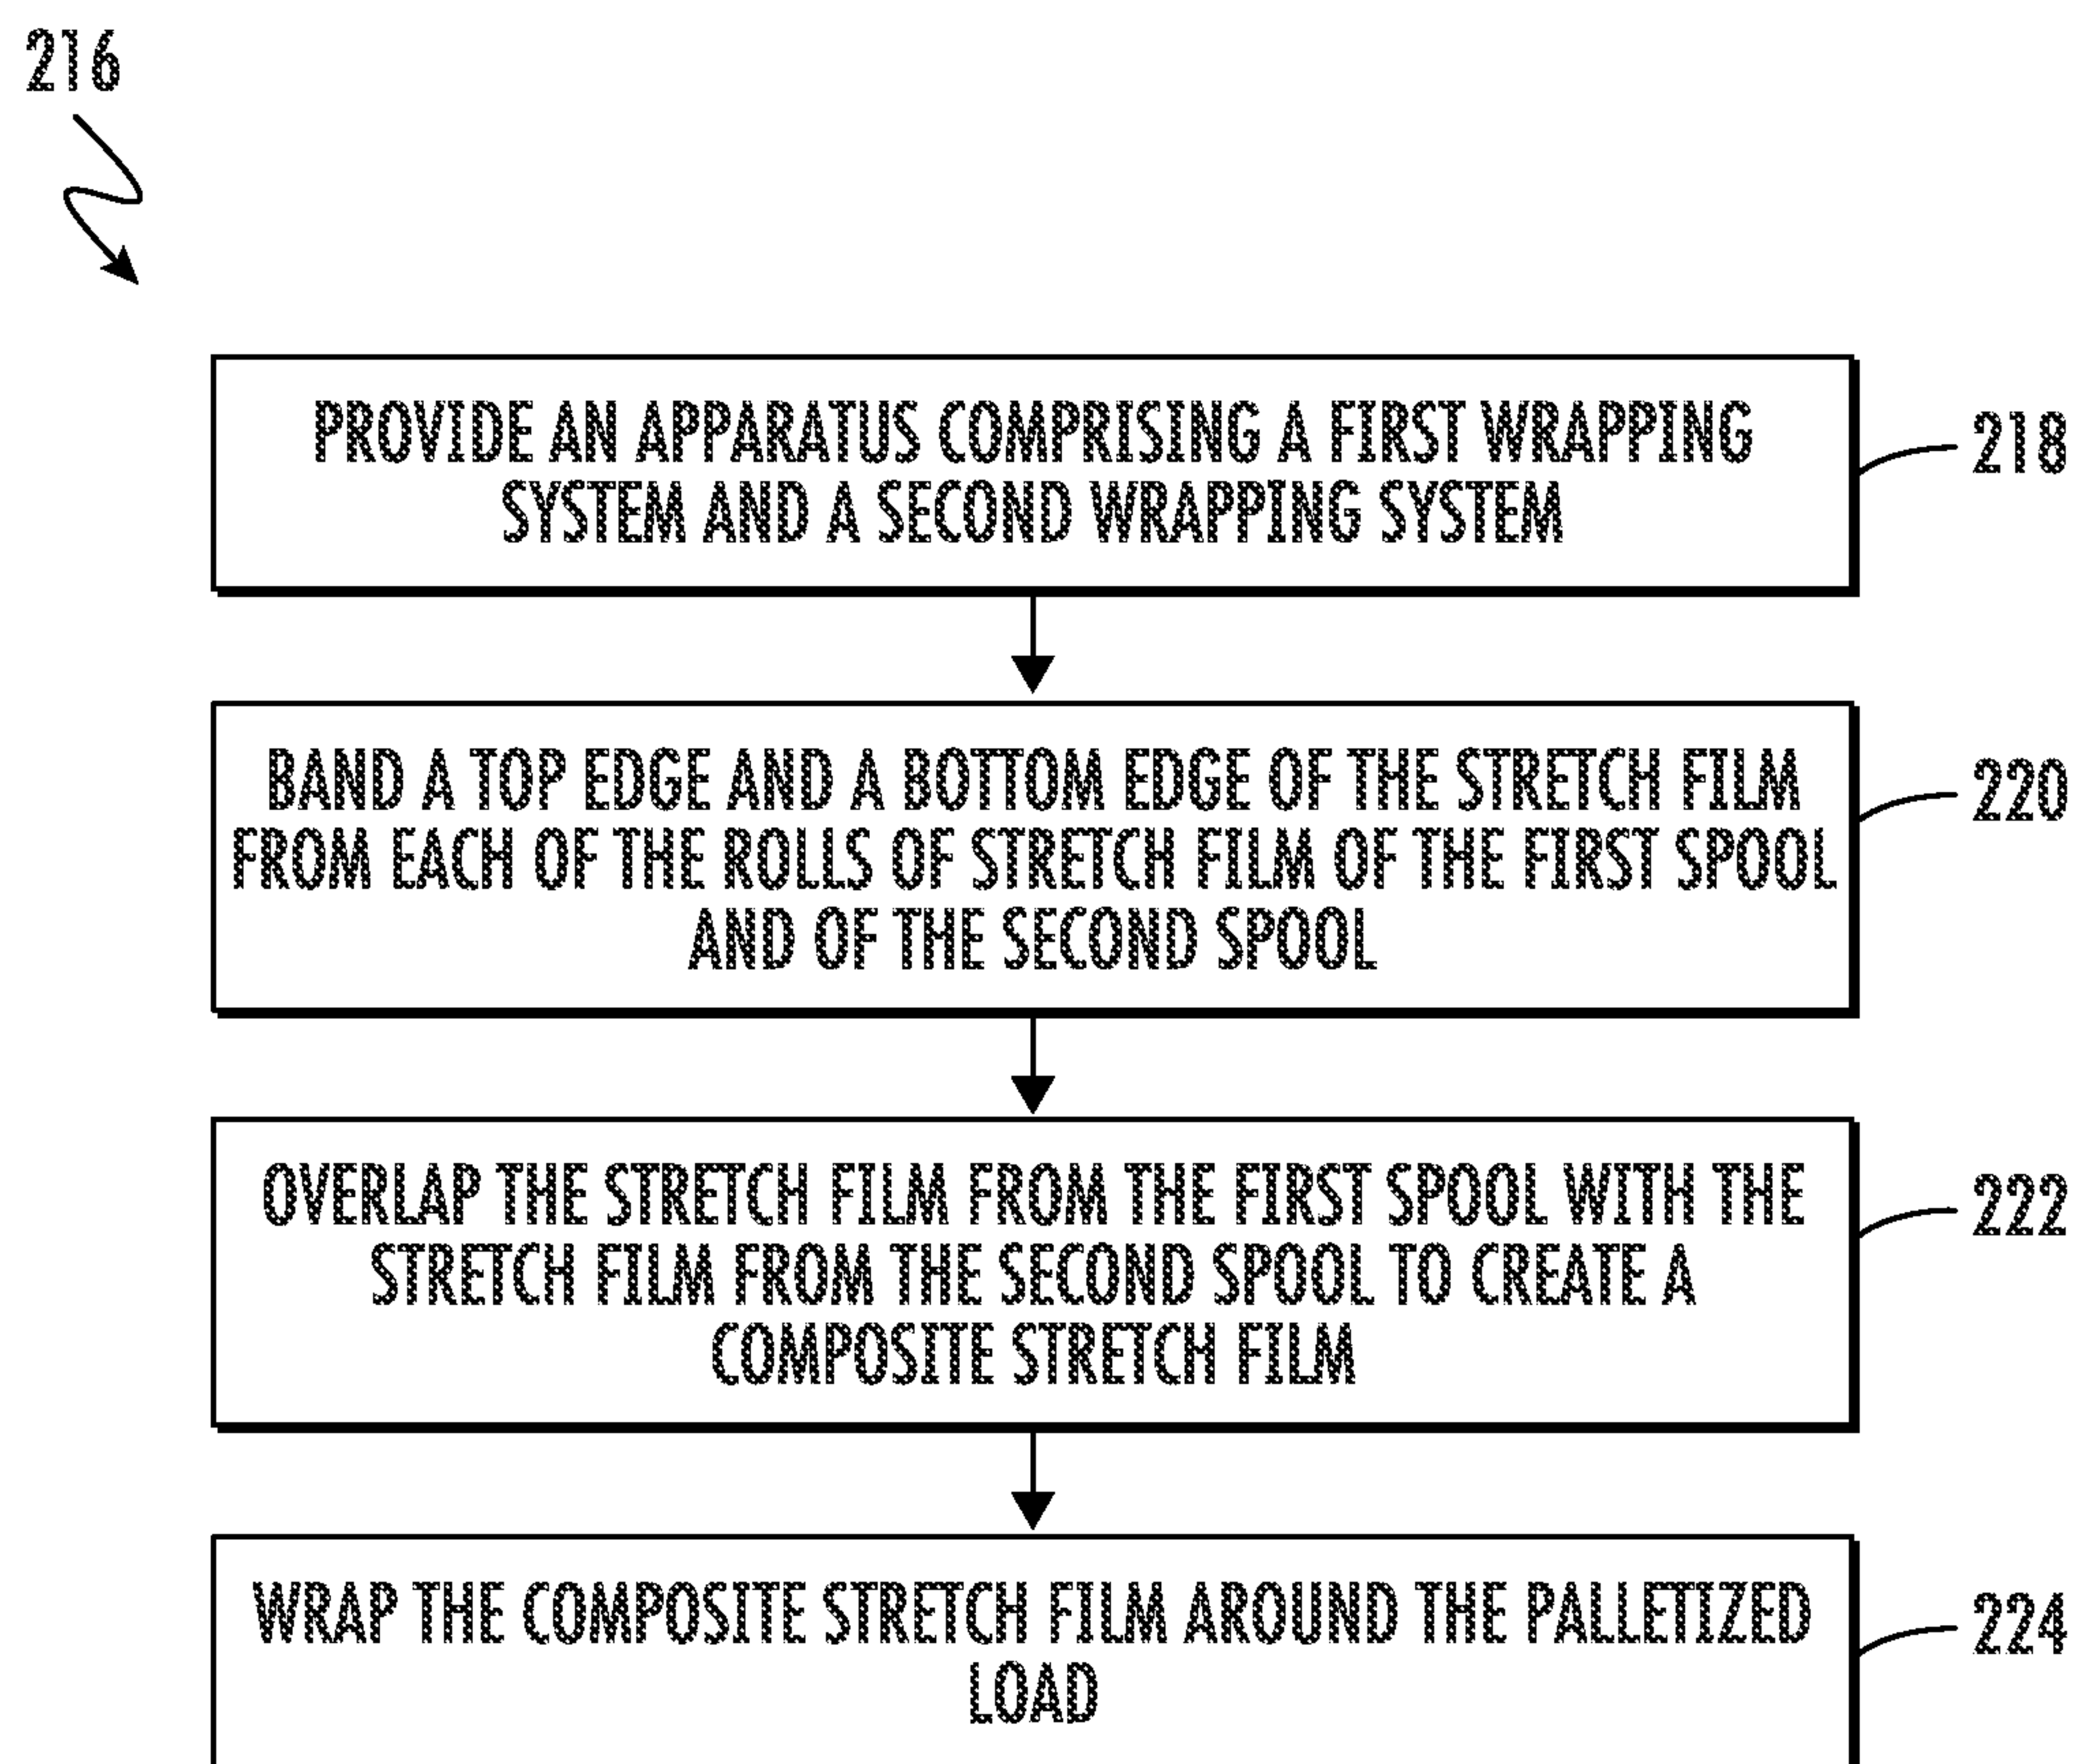 216
PROVIDE AN APPARATUS COMPRISING A FIRST WRAPPING
SYSTEM AND A SECOND WRAPPING SYSTEM
218
BAND A TOP EDGE AND A BOTTOM EDGE OF THE STRETCH FILM
FROM EACH OF THE ROLLS OF STRETCH FILM OF THE FIRST SPOOL
AND OF THE SECOND SPOOL
220
OVERLAP THE STRETCH FILM FROM THE FIRST SPOOL WITH THE
STRETCH FILM FROM THE SECOND SPOOL TO CREATE A
COMPOSITE STRETCH FILM
222
WRAP THE COMPOSITE STRETCH FILM AROUND THE PALLETIZED
LOAD
224